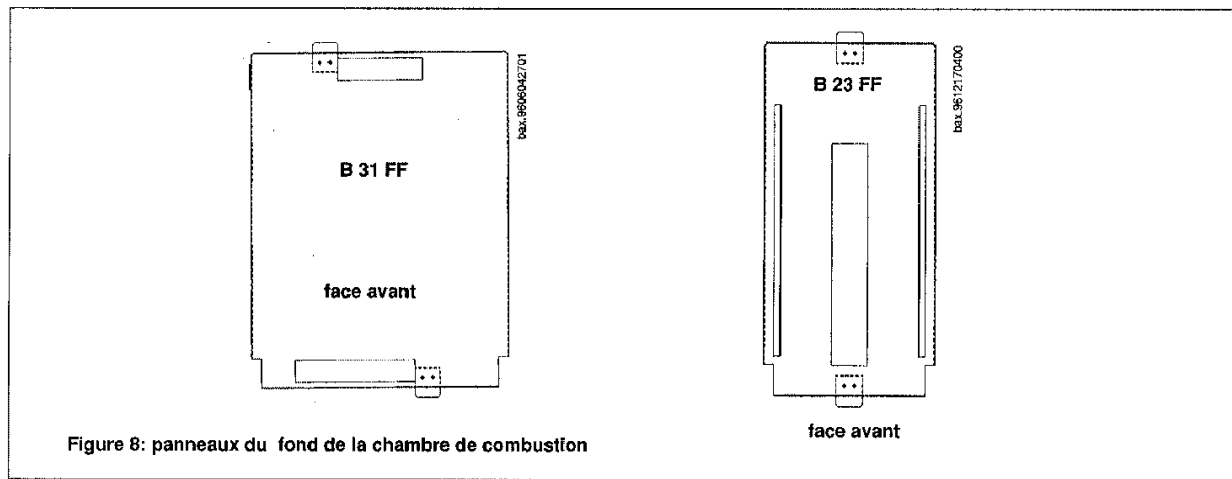 B 31 FF
face avant
bax.9606042701
B 23 FF
bax.9612170400
face avant
Figure 8: panneaux du fond de la chambre de combustion